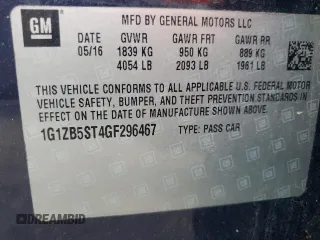 GM
MFD BY GENERAL MOTORS LLC
DATE GVWR GAWR FRT GAWR RR
05/16 1839 KG 950 KG 889 KG
4054 LB 2093 LB 1961 LB
THIS VEHICLE CONFORMS TO ALL APPLICABLE U.S. FEDERAL MOTOR
VEHICLE SAFETY, BUMPER, AND THEFT PREVENTION STANDARDS IN
EFFECT ON THE DATE OF MANUFACTURE SHOWN ABOVE.
1G1ZB5ST4GF296467 TYPE: PASS CAR
DREAMBID